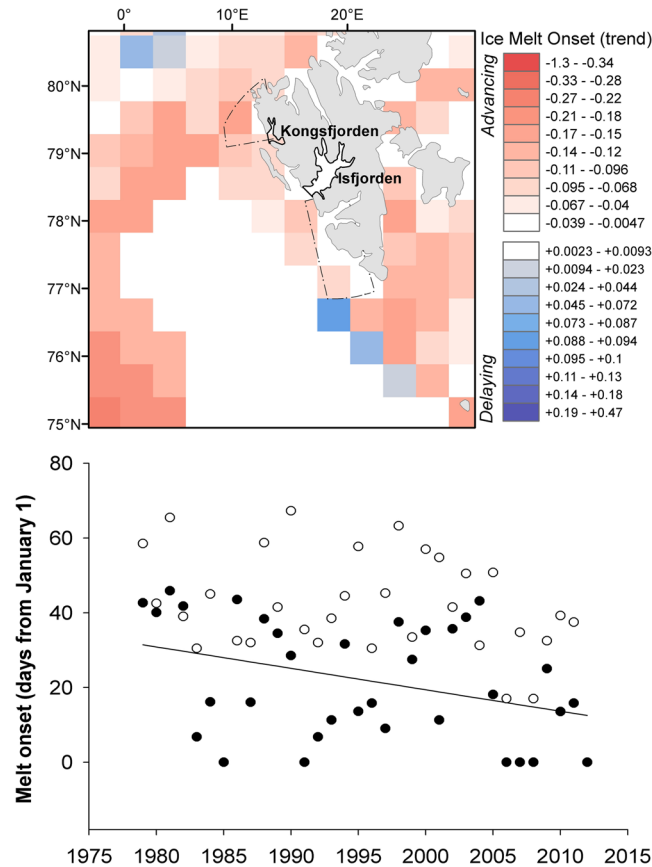 0° 10°E 20°E
Ice Melt Onset (trend)
80°N
79°N
78°N
77°N
76°N
75°N
Kongsfjorden
Isfjorden
Advancing
-1.3 - -0.34
-0.33 - -0.28
-0.27 - -0.22
-0.21 - -0.18
-0.17 - -0.15
-0.14 - -0.12
-0.11 - -0.096
-0.095 - -0.068
-0.067 - -0.04
-0.039 - -0.0047
Delaying
+0.0023 - +0.0093
+0.0094 - +0.023
+0.024 - +0.044
+0.045 - +0.072
+0.073 - +0.087
+0.088 - +0.094
+0.095 - +0.1
+0.11 - +0.13
+0.14 - +0.18
+0.19 - +0.47
Melt onset (days from January 1)
80
60
40
20
0
1975 1980 1985 1990 1995 2000 2005 2010 2015